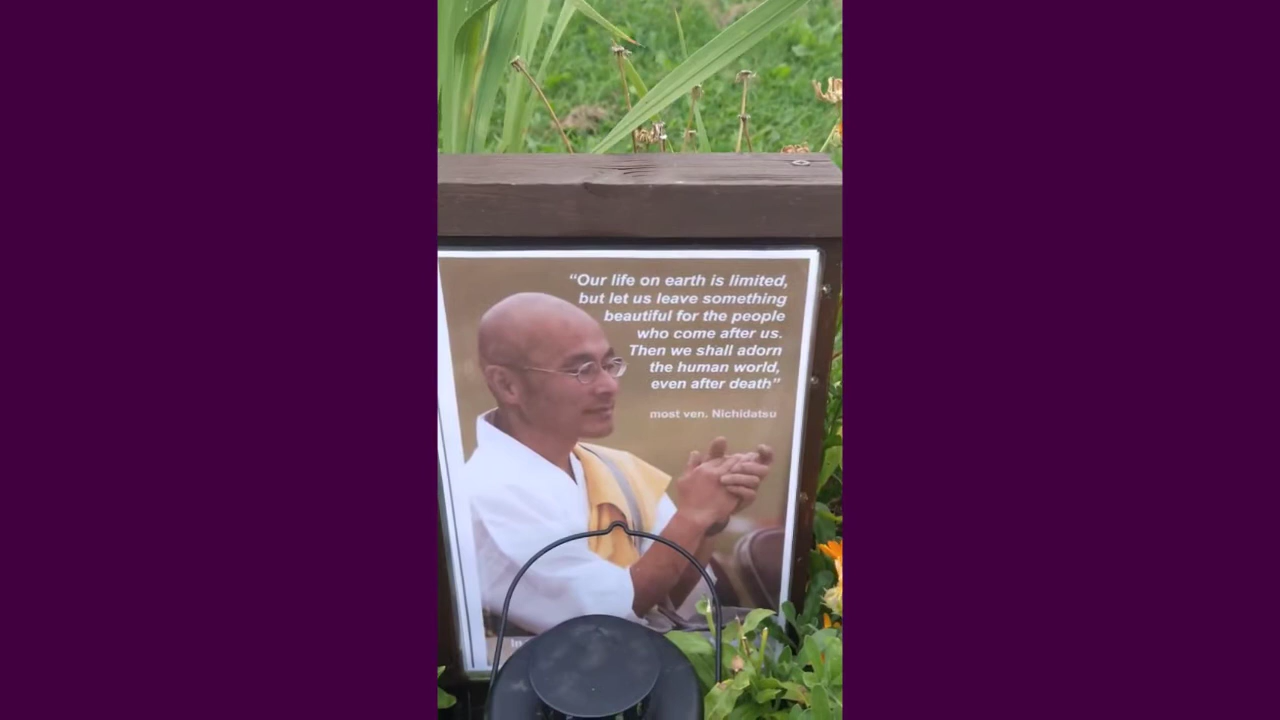 “Our life on earth is limited,
but let us leave something
beautiful for the people
who come after us.
Then we shall adorn
the human world,
even after death”
most ven. Nichidatsu